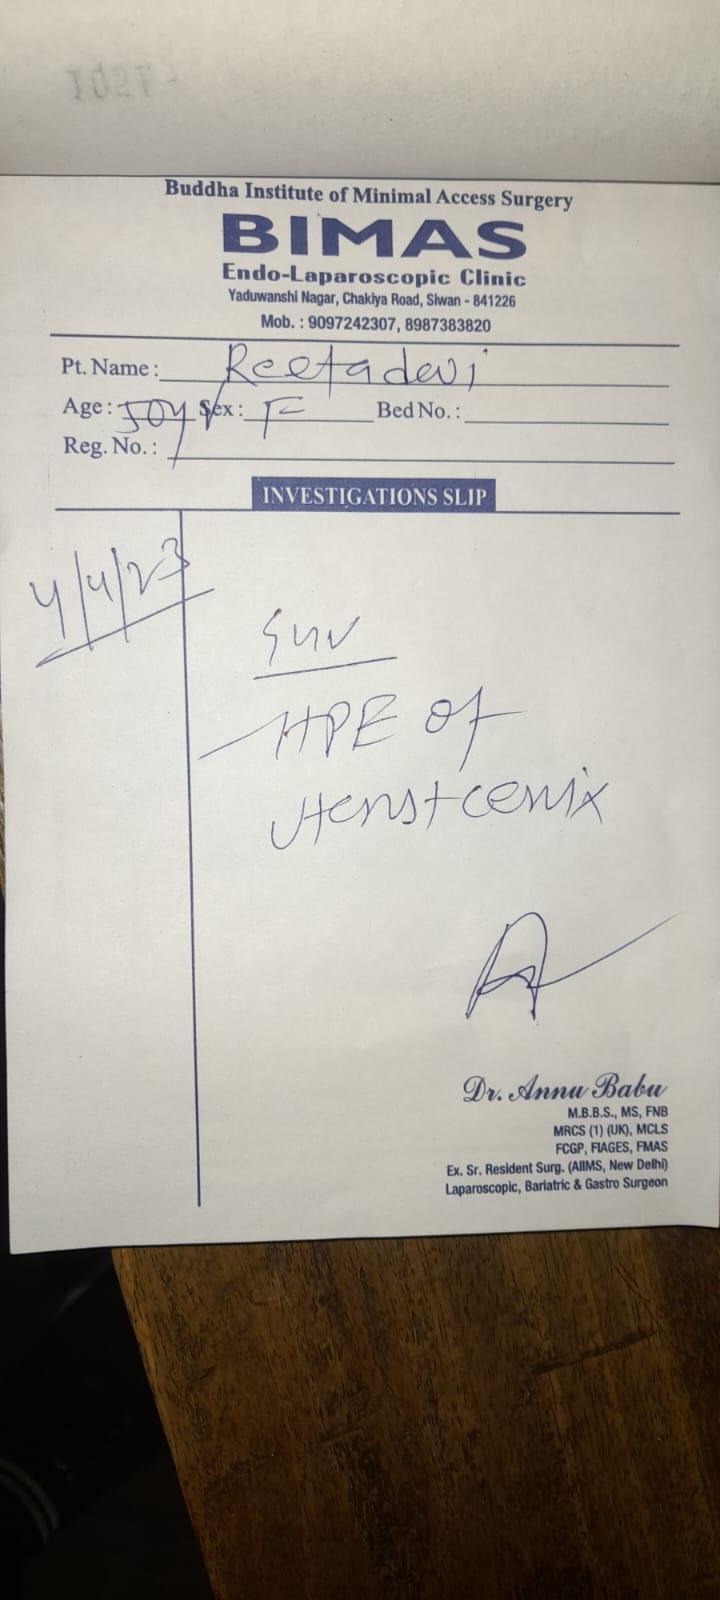 Buddha Institute of Minimal Access Surgery
BIMAS
Endo-Laparoscopic Clinic
Yaduwanshi Nagar, Chakiya Road, Siwan - 841226
Mob. : 9097242307, 8987383820
Pt. Name : Reeta devi
Age : 50y Sex : F Bed No. :
Reg. No. :
INVESTIGATIONS SLIP
4/4/23
HPE of
Uterus + cervix
Dr. Annu Babu
M.B.B.S., MS, FNB
MRCS (1) (UK), MCLS
FCGP, FIAGES, FMAS
Ex. Sr. Resident Surg. (AIIMS, New Delhi)
Laparoscopic, Bariatric & Gastro Surgeon